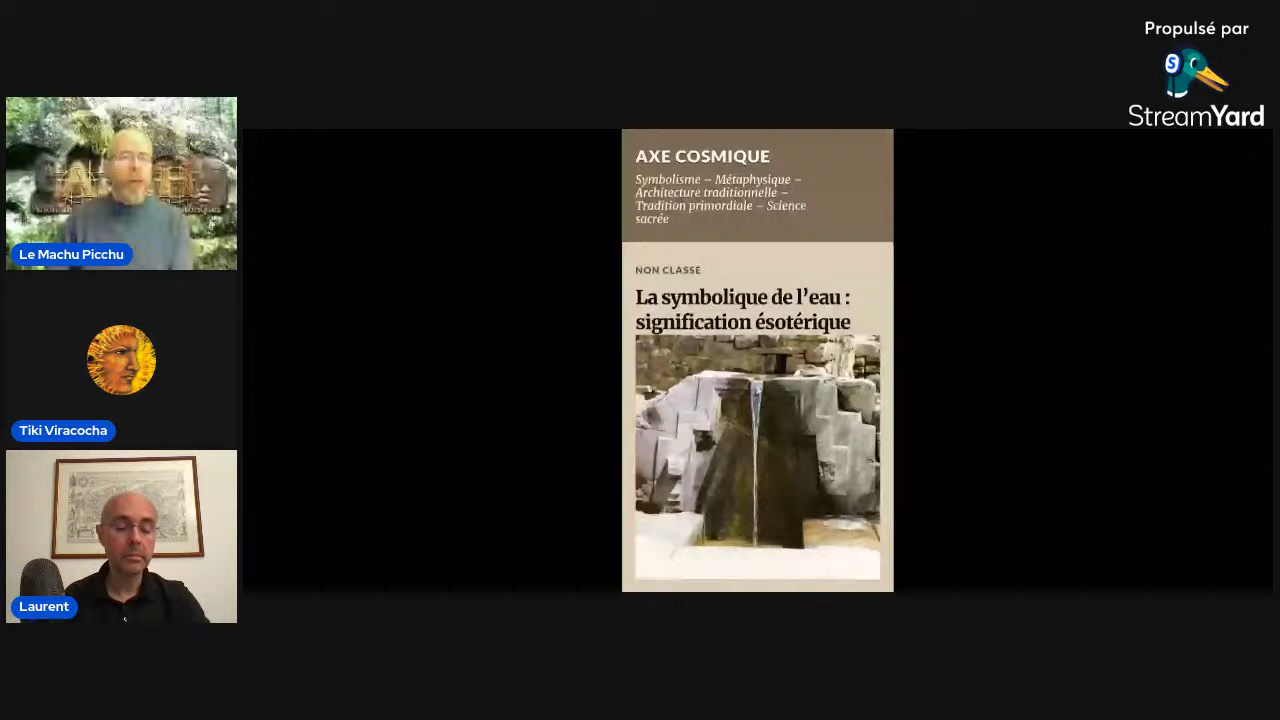 Propulsé par
StreamYard
Le Machu Picchu
Tiki Viracocha
Laurent
AXE COSMIQUE
Symbolisme – Métaphysique –
Architecture traditionnelle –
Tradition primordiale – Science
sacrée
NON CLASSÉ
La symbolique de l’eau :
signification ésotérique